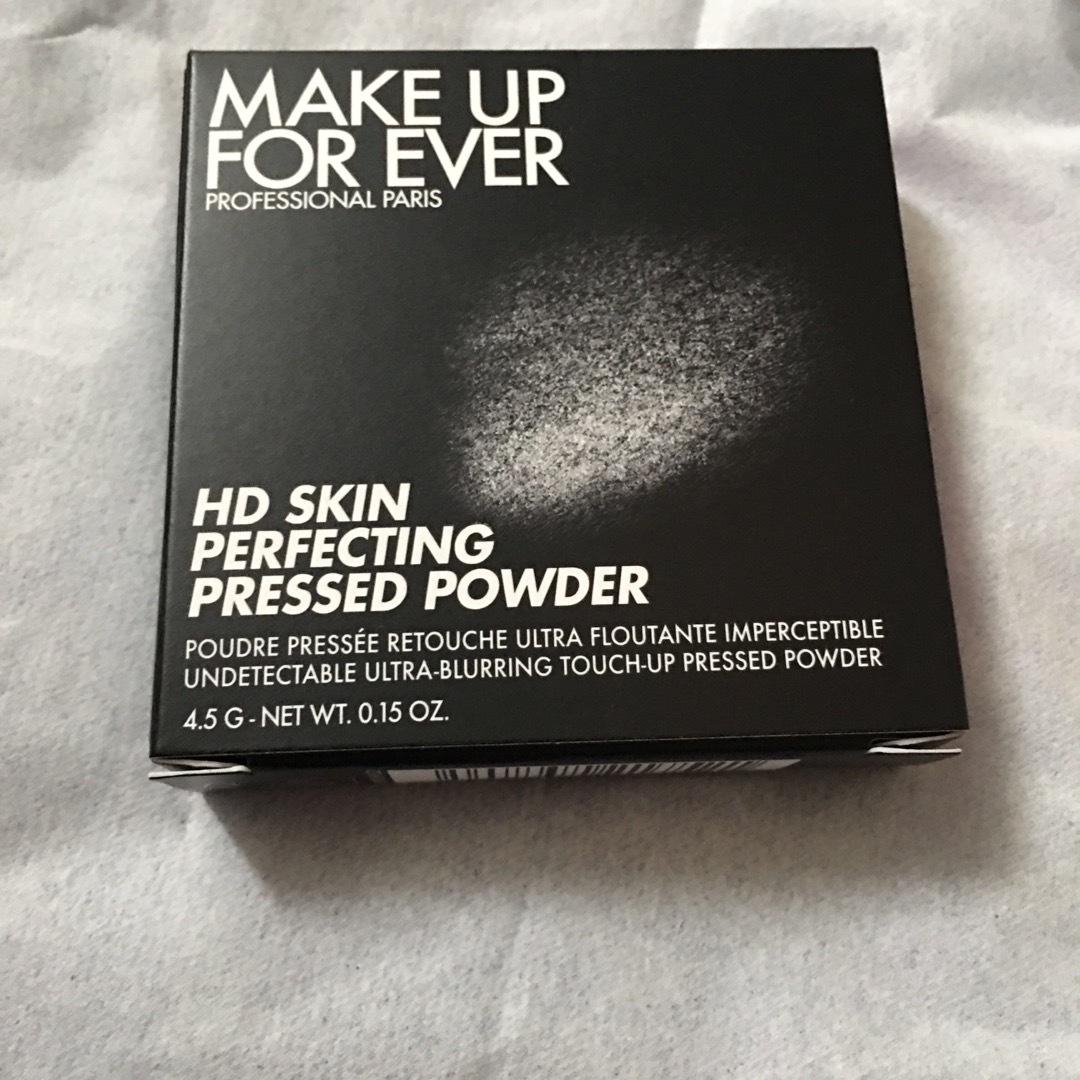 MAKE UP
FOR EVER
PROFESSIONAL PARIS
HD SKIN
PERFECTING
PRESSED POWDER
POUDRE PRESSÉE RETOUCHE ULTRA FLOUTANTE IMPERCEPTIBLE
UNDETECTABLE ULTRA-BLURRING TOUCH-UP PRESSED POWDER
4.5 G - NET WT. 0.15 OZ.